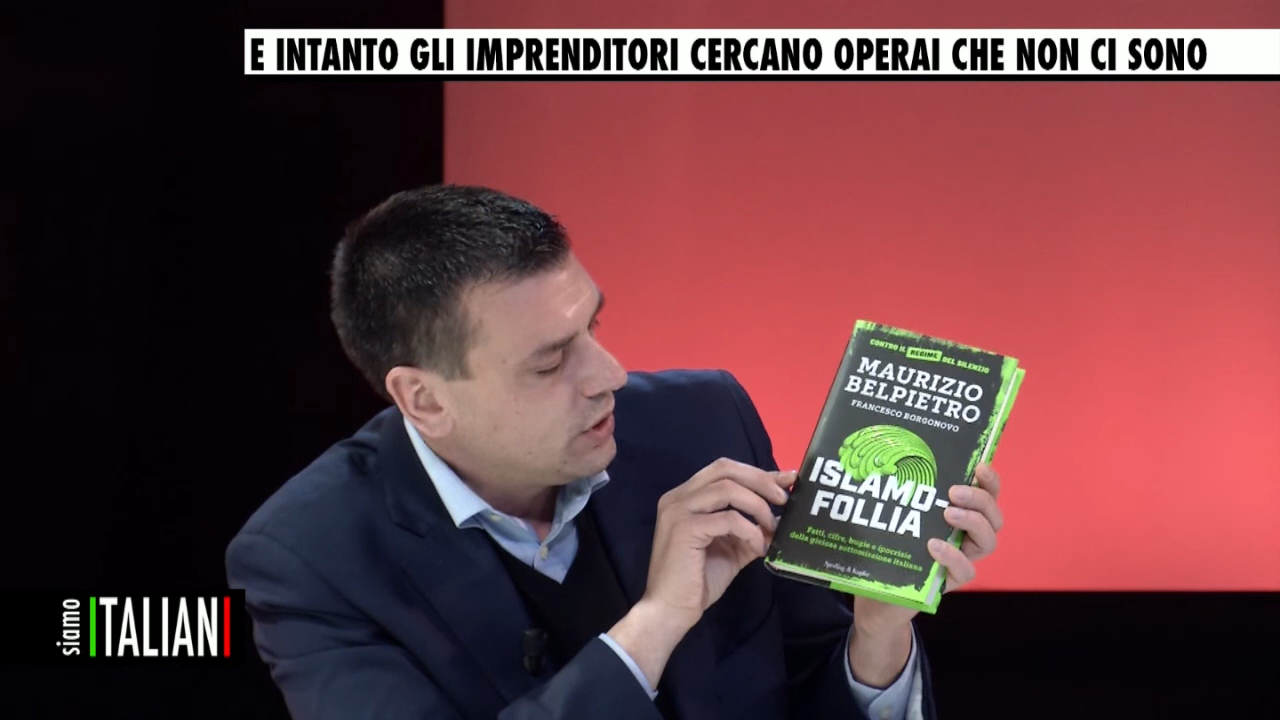 E INTANTO GLI IMPRENDITORI CERCANO OPERAI CHE NON CI SONO
CONTRO IL REGIME DEL SILENZIO
MAURIZIO
BELPIETRO
FRANCESCO BORGONOVO
ISLAMO-
FOLLIA
Fatti, cifre, bugie e ipocrisie
della gioiosa sottomissione italiana
Sperling & Kupfer
siamo ITALIANI